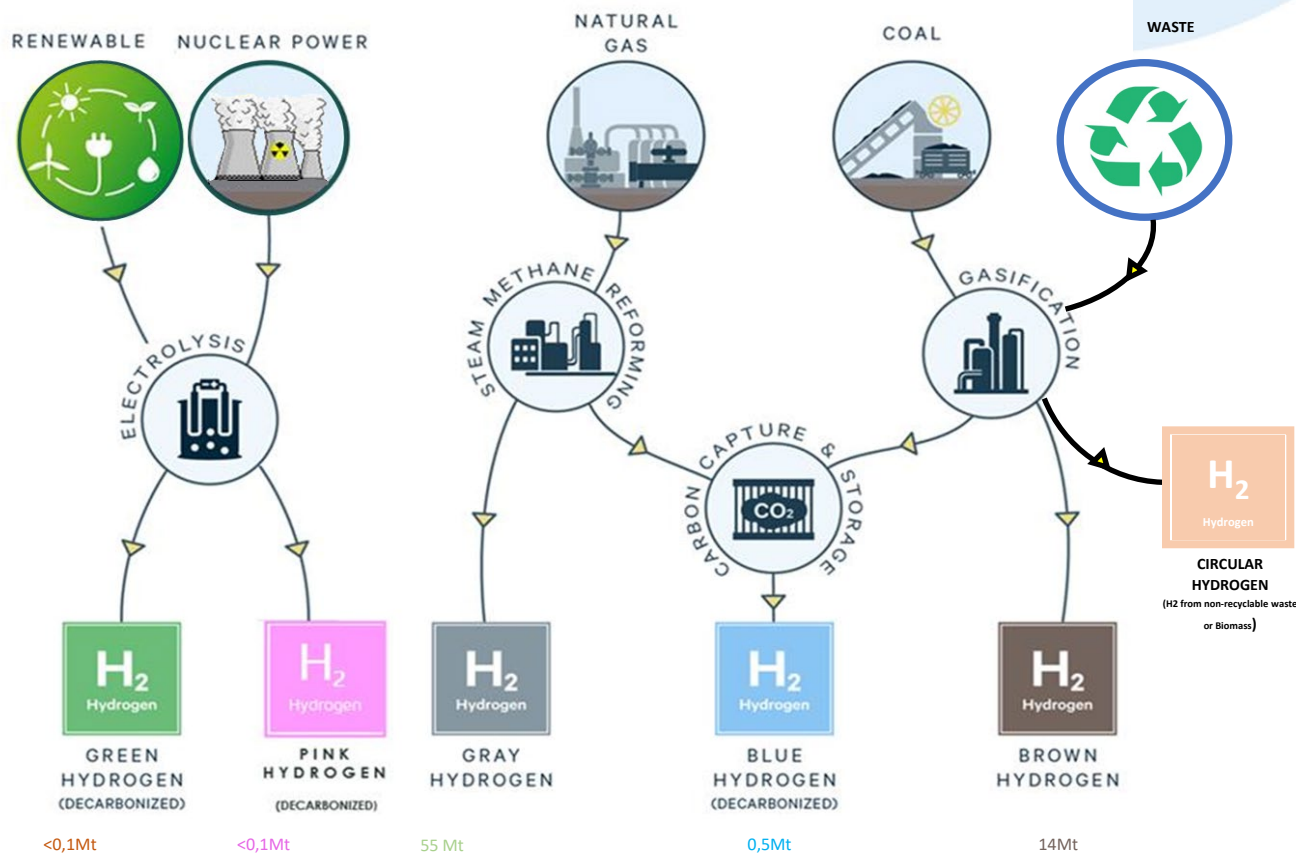 RENEWABLE
NUCLEAR POWER
NATURAL
GAS
COAL
WASTE
ELECTROLYSIS
STEAM METHANE REFORMING
GASIFICATION
CARBON CAPTURE & STORAGE
CO₂
H₂
Hydrogen
GREEN
HYDROGEN
(DECARBONIZED)
H₂
Hydrogen
PINK
HYDROGEN
(DECARBONIZED)
H₂
Hydrogen
GRAY
HYDROGEN
H₂
Hydrogen
BLUE
HYDROGEN
(DECARBONIZED)
H₂
Hydrogen
BROWN
HYDROGEN
H₂
Hydrogen
CIRCULAR
HYDROGEN
(H2 from non-recyclable waste
or Biomass)
<0,1Mt
<0,1Mt
55 Mt
0,5Mt
14Mt